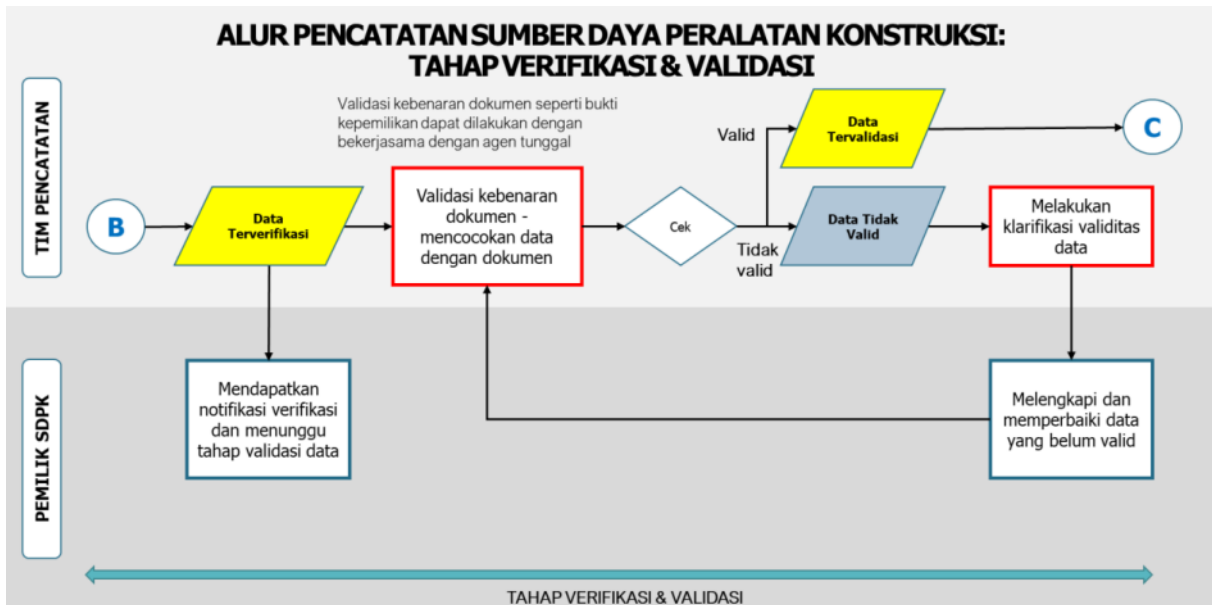 ALUR PENCATATAN SUMBER DAYA PERALATAN KONSTRUKSI:
TAHAP VERIFIKASI & VALIDASI
TIM PENCATATAN
Validasi kebenaran dokumen seperti bukti
kepemilikan dapat dilakukan dengan
bekerjasama dengan agen tunggal
B
Data
Terverifikasi
Validasi kebenaran
dokumen -
mencocokan data
dengan dokumen
Cek
Valid
Data
Tervalidasi
C
Tidak
valid
Data Tidak
Valid
Melakukan
klarifikasi validitas
data
PEMILIK SDPK
Mendapatkan
notifikasi verifikasi
dan menunggu
tahap validasi data
Melengkapi dan
memperbaiki data
yang belum valid
TAHAP VERIFIKASI & VALIDASI